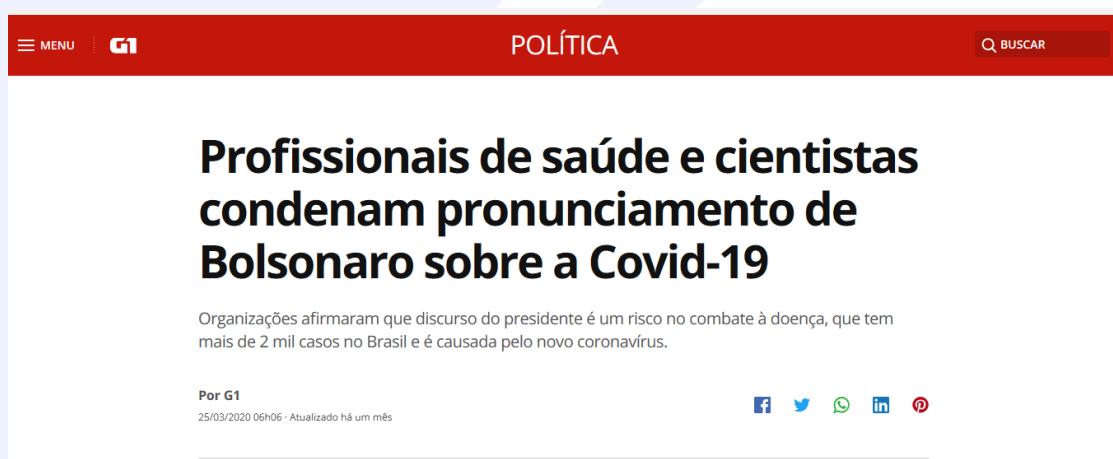 MENU G1 POLÍTICA BUSCAR
Profissionais de saúde e cientistas
condenam pronunciamento de
Bolsonaro sobre a Covid-19
Organizações afirmaram que discurso do presidente é um risco no combate à doença, que tem
mais de 2 mil casos no Brasil e é causada pelo novo coronavírus.
Por G1
25/03/2020 06h06 · Atualizado há um mês